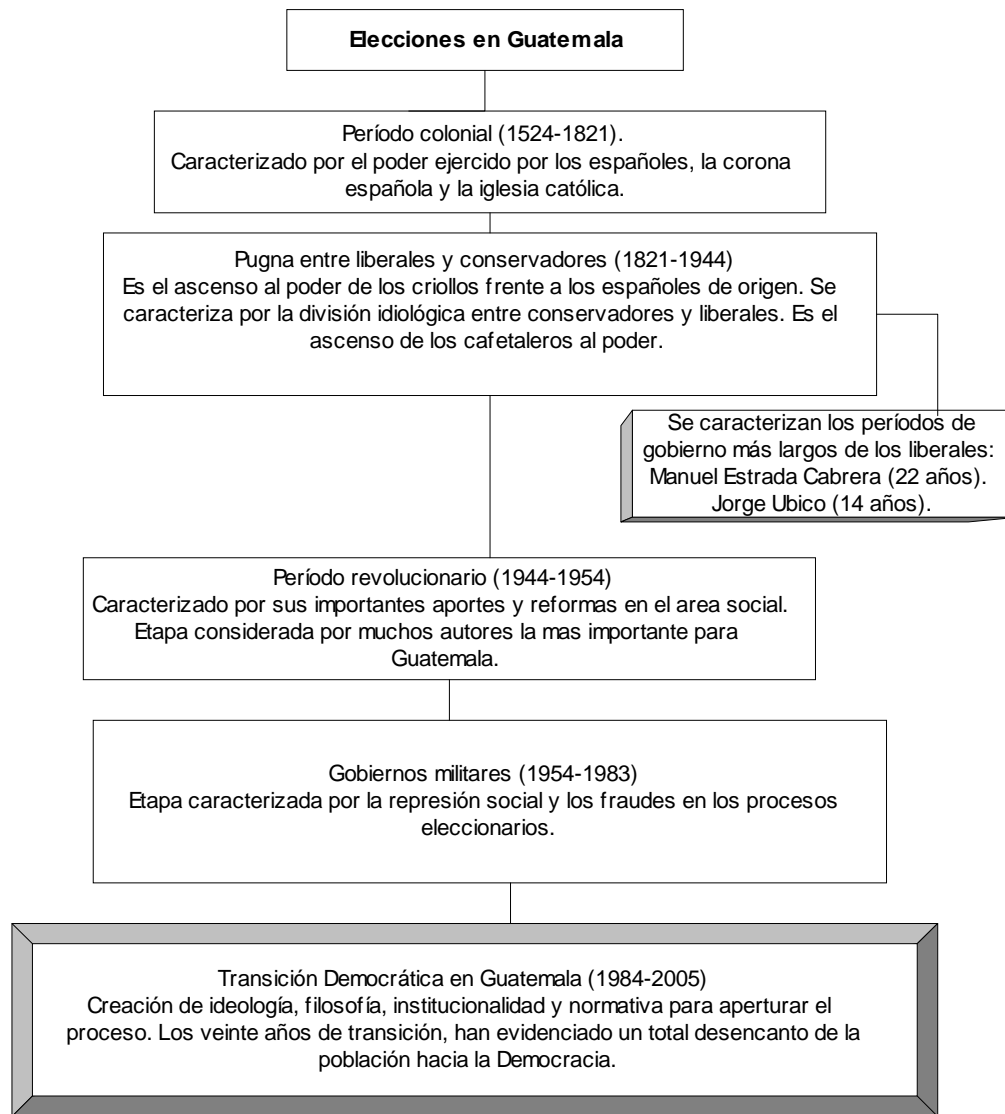 Elecciones en Guatemala
Período colonial (1524-1821).
Caracterizado por el poder ejercido por los españoles, la corona
española y la iglesia católica.
Pugna entre liberales y conservadores (1821-1944)
Es el ascenso al poder de los criollos frente a los españoles de origen. Se
caracteriza por la división idiológica entre conservadores y liberales. Es el
ascenso de los cafetaleros al poder.
Se caracterizan los períodos de
gobierno más largos de los liberales:
Manuel Estrada Cabrera (22 años).
Jorge Ubico (14 años).
Período revolucionario (1944-1954)
Caracterizado por sus importantes aportes y reformas en el area social.
Etapa considerada por muchos autores la mas importante para
Guatemala.
Gobiernos militares (1954-1983)
Etapa caracterizada por la represión social y los fraudes en los procesos
eleccionarios.
Transición Democrática en Guatemala (1984-2005)
Creación de ideología, filosofía, institucionalidad y normativa para aperturar el
proceso. Los veinte años de transición, han evidenciado un total desencanto de la
población hacia la Democracia.